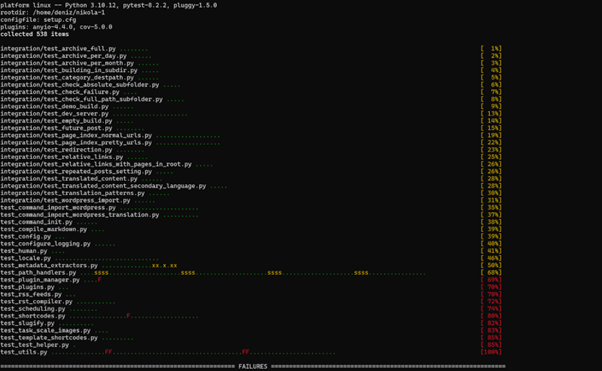 platform linux -- Python 3.10.12, pytest-8.2.2, pluggy-1.5.0
rootdir: /home/deniz/nikola-1
configfile: setup.cfg
plugins: anyio-4.4.0, cov-5.0.0
collected 538 items
integration/test_archive_full.py ........ [ 1%]
integration/test_archive_per_day.py ...... [ 2%]
integration/test_archive_per_month.py ...... [ 3%]
integration/test_building_in_subdir.py ..... [ 4%]
integration/test_category_destpath.py ...... [ 5%]
integration/test_check_absolute_subfolder.py ..... [ 6%]
integration/test_check_failure.py .... [ 7%]
integration/test_check_full_path_subfolder.py ..... [ 8%]
integration/test_demo_build.py ...... [ 9%]
integration/test_dev_server.py ...................... [ 13%]
integration/test_empty_build.py ..... [ 14%]
integration/test_future_post.py ........ [ 15%]
integration/test_page_index_normal_urls.py ................... [ 19%]
integration/test_page_index_pretty_urls.py ................... [ 22%]
integration/test_redirection.py ........ [ 23%]
integration/test_relative_links.py ...... [ 25%]
integration/test_relative_links_with_pages_in_root.py ..... [ 26%]
integration/test_repeated_posts_setting.py ..... [ 26%]
integration/test_translated_content.py ...... [ 28%]
integration/test_translated_content_secondary_language.py ..... [ 28%]
integration/test_translation_patterns.py ...... [ 30%]
integration/test_wordpress_import.py ...... [ 31%]
test_command_import_wordpress.py ..................... [ 35%]
test_command_import_wordpress_translation.py .......... [ 37%]
test_command_init.py ...... [ 38%]
test_compile_markdown.py .... [ 39%]
test_config.py .... [ 39%]
test_configure_logging.py ...... [ 40%]
test_human.py ..... [ 41%]
test_locale.py ........................... [ 46%]
test_metadata_extractors.py ..............xx.x.xx [ 50%]
test_path_handlers.py ....ssss...................ssss...................ssss...................ssss............... [ 68%]
test_plugin_manager.py ....F [ 69%]
test_plugins.py ... [ 70%]
test_rss_feeds.py ... [ 70%]
test_rst_compiler.py ........... [ 72%]
test_scheduling.py ........
test_shortcodes.py ................F................... [ 80%]
test_slugify.py .......... [ 82%]
test_task_scale_images.py .... [ 83%]
test_template_shortcodes.py .......... [ 85%]
test_test_helper.py . [ 85%]
test_utils.py ...............FF...................................FF....................... [100%]
======================== FAILURES ========================